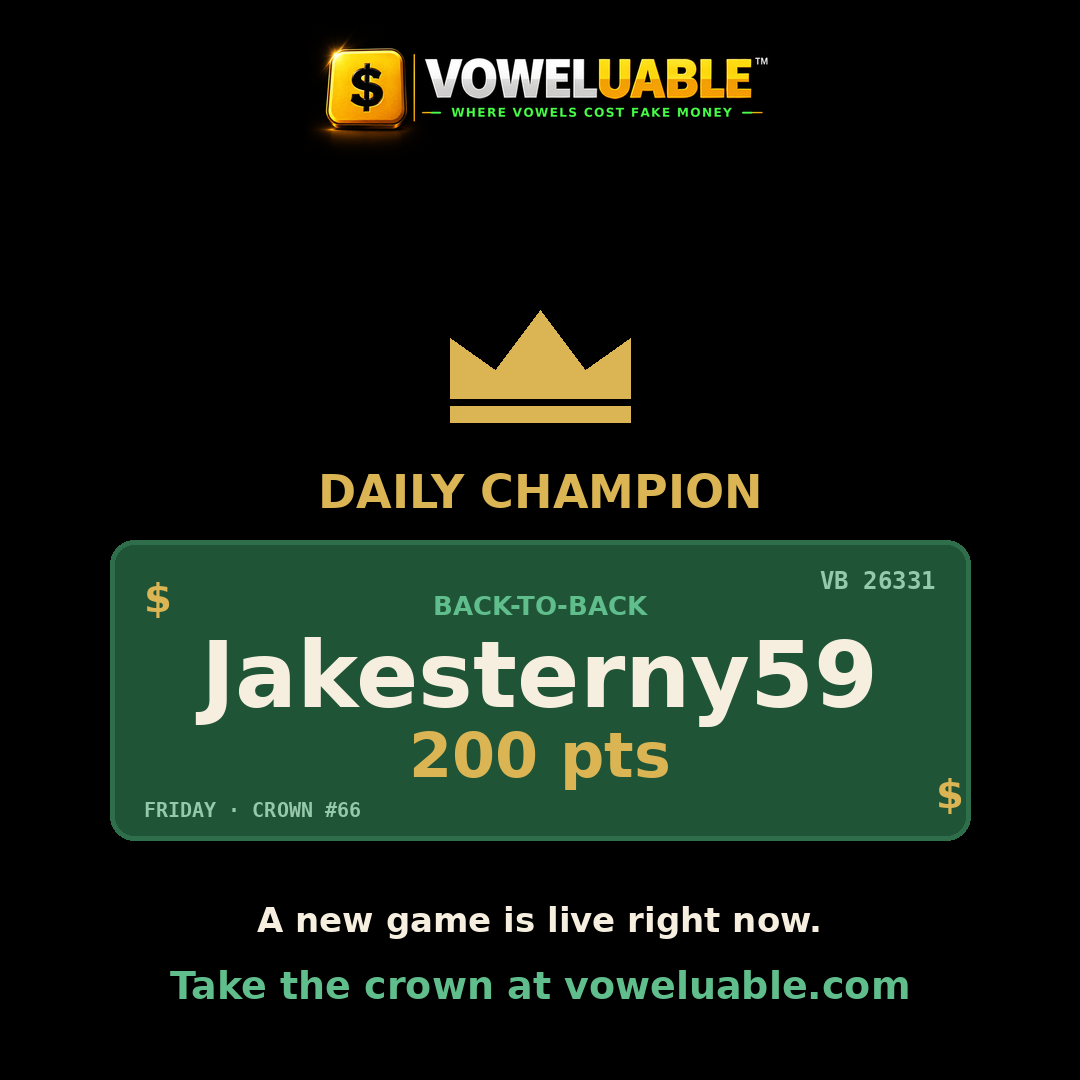 $
VOWELUABLE™
WHERE VOWELS COST FAKE MONEY
DAILY CHAMPION
VB 26331
$
BACK-TO-BACK
Jakesterny59
200 pts
$
FRIDAY · CROWN #66
A new game is live right now.
Take the crown at voweluable.com